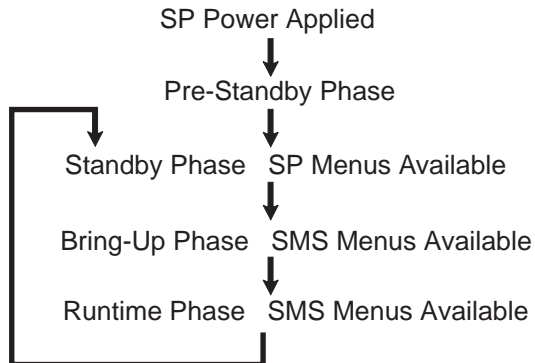 SP Power Applied
Pre-Standby Phase
Standby Phase SP Menus Available
Bring-Up Phase SMS Menus Available
Runtime Phase SMS Menus Available